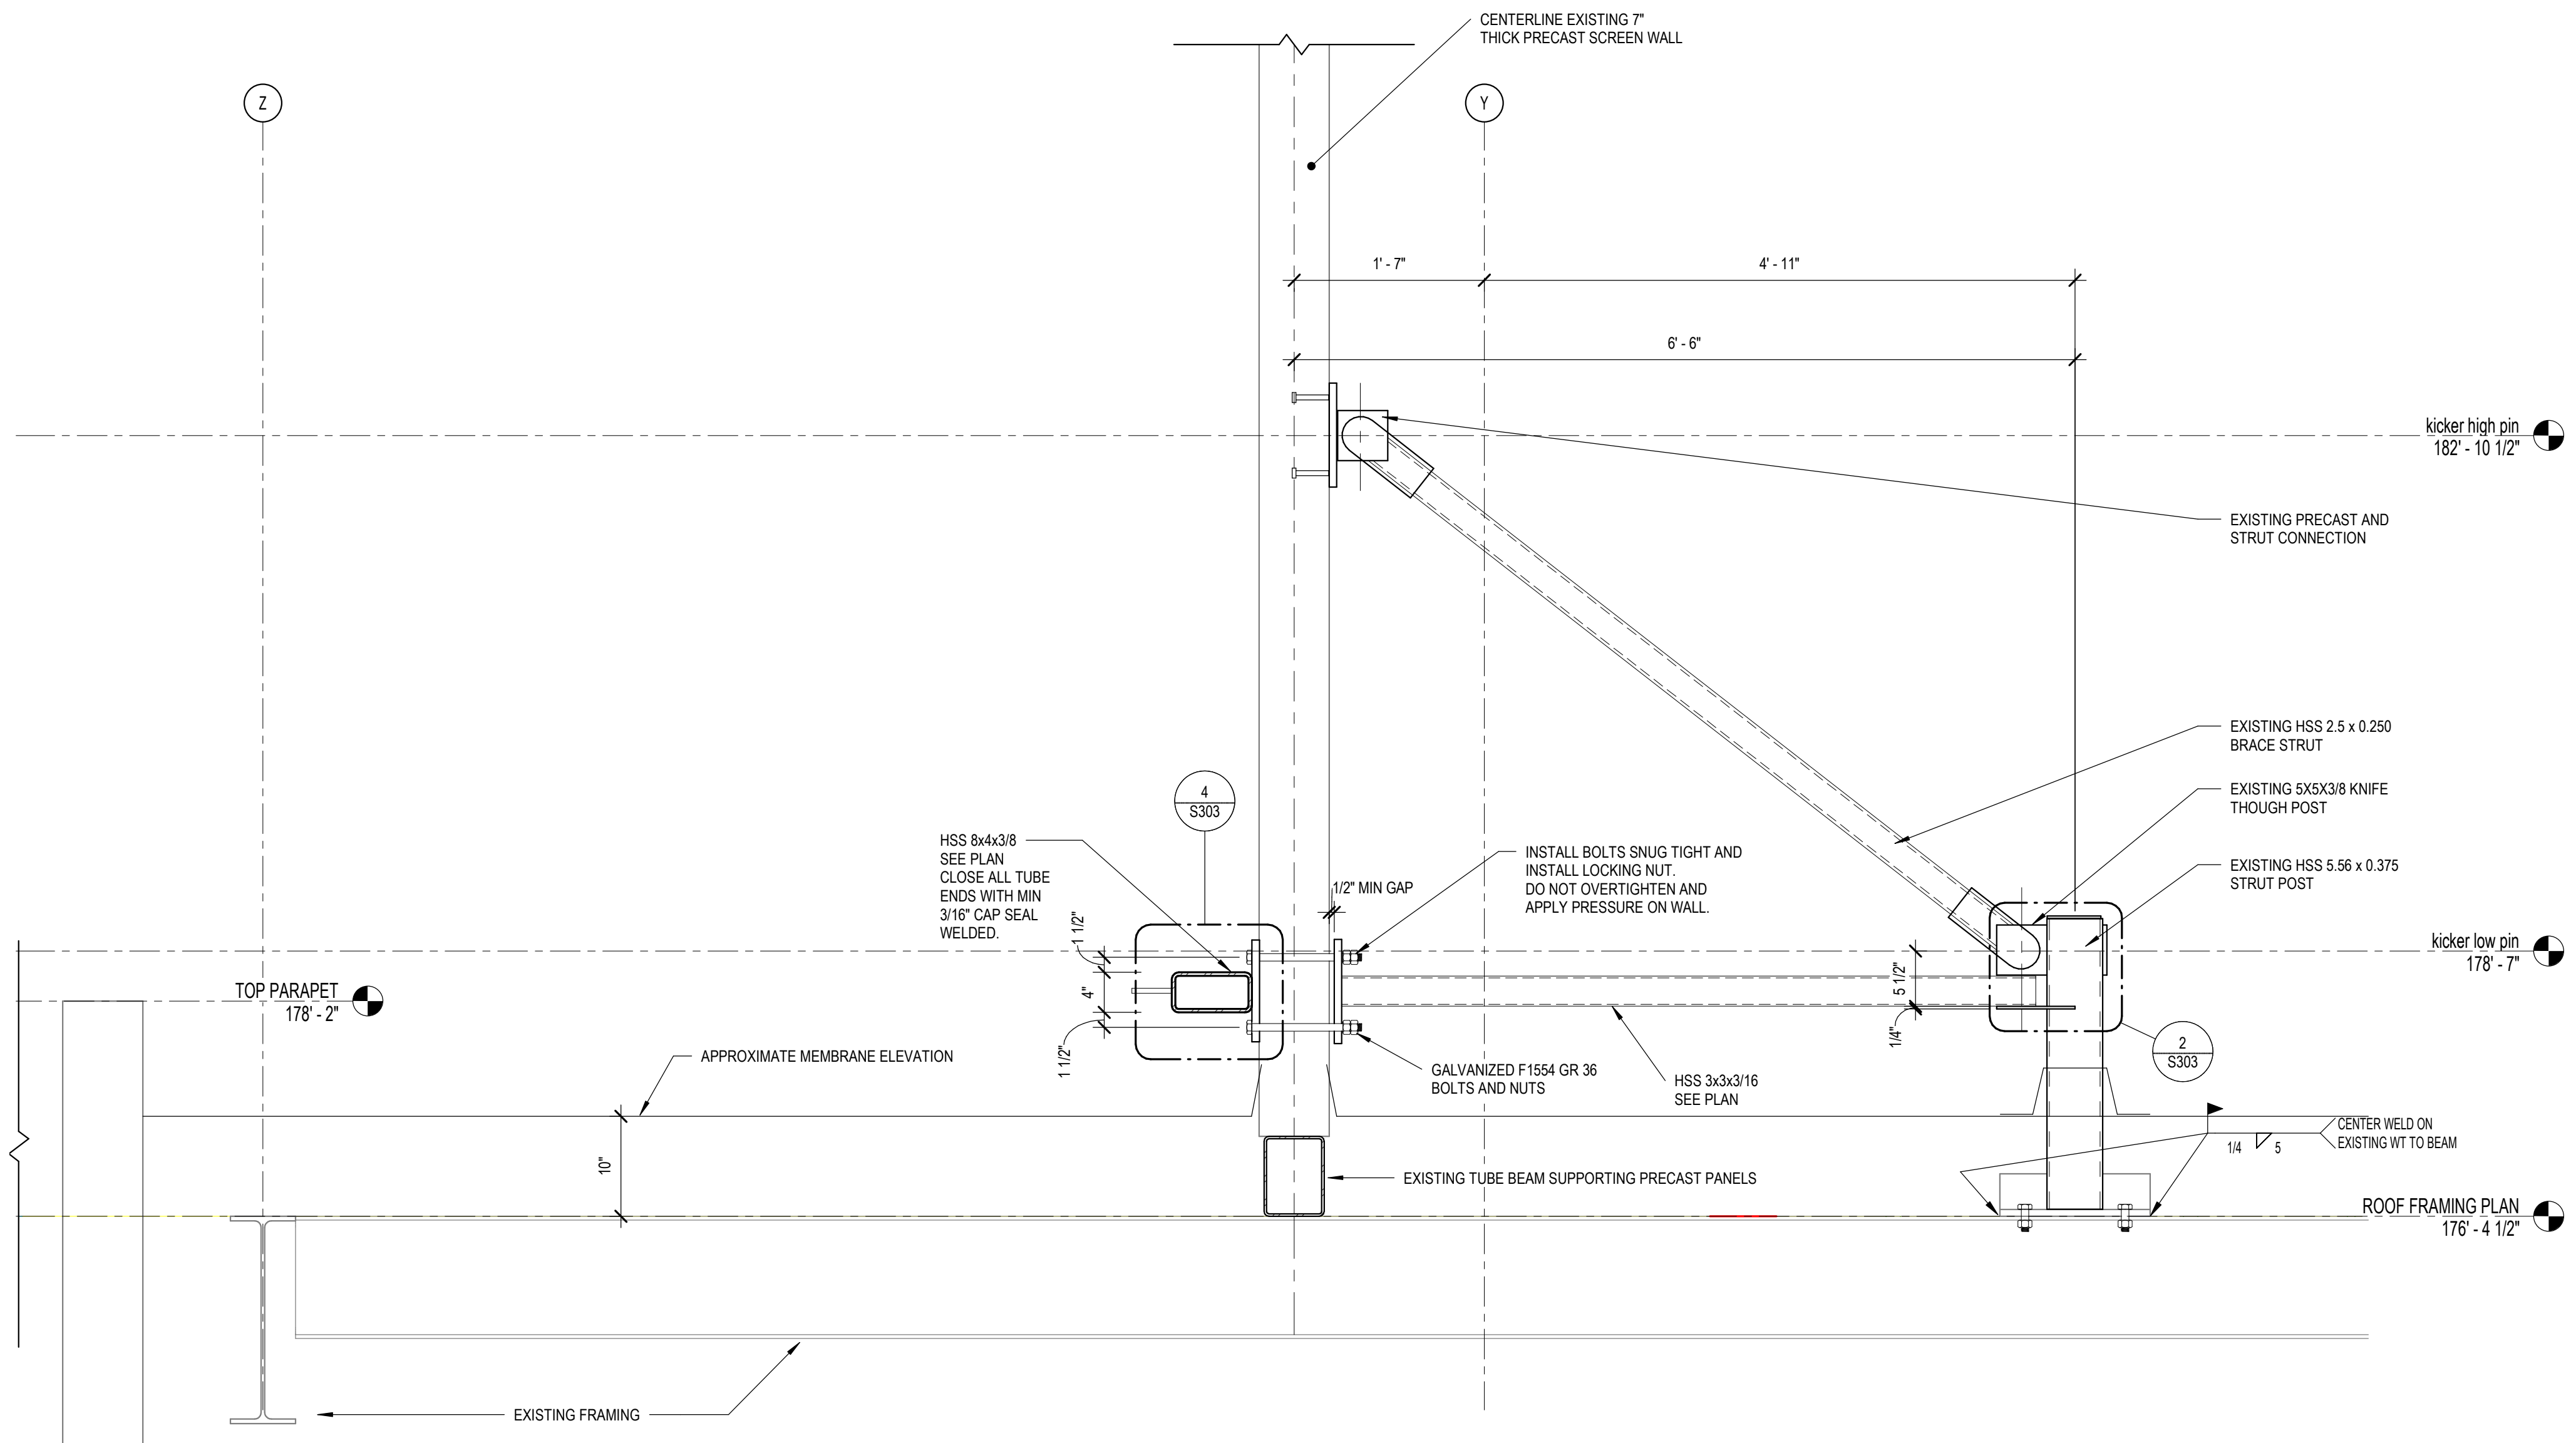 CENTERLINE EXISTING 7"
THICK PRECAST SCREEN WALL
Z
Y
1' - 7"
4' - 11"
6' - 6"
kicker high pin
182' - 10 1/2"
EXISTING PRECAST AND
STRUT CONNECTION
EXISTING HSS 2.5 x 0.250
BRACE STRUT
EXISTING 5X5X3/8 KNIFE
THOUGH POST
EXISTING HSS 5.56 x 0.375
STRUT POST
4
S303
HSS 8x4x3/8
SEE PLAN
CLOSE ALL TUBE
ENDS WITH MIN
3/16" CAP SEAL
WELDED.
INSTALL BOLTS SNUG TIGHT AND
INSTALL LOCKING NUT.
DO NOT OVERTIGHTEN AND
APPLY PRESSURE ON WALL.
1/2" MIN GAP
1 1/2"
4"
1 1/2"
5 1/2"
1/4"
kicker low pin
178' - 7"
TOP PARAPET
178' - 2"
2
S303
APPROXIMATE MEMBRANE ELEVATION
GALVANIZED F1554 GR 36
BOLTS AND NUTS
HSS 3x3x3/16
SEE PLAN
CENTER WELD ON
EXISTING WT TO BEAM
1/4
5
10"
EXISTING TUBE BEAM SUPPORTING PRECAST PANELS
ROOF FRAMING PLAN
176' - 4 1/2"
EXISTING FRAMING